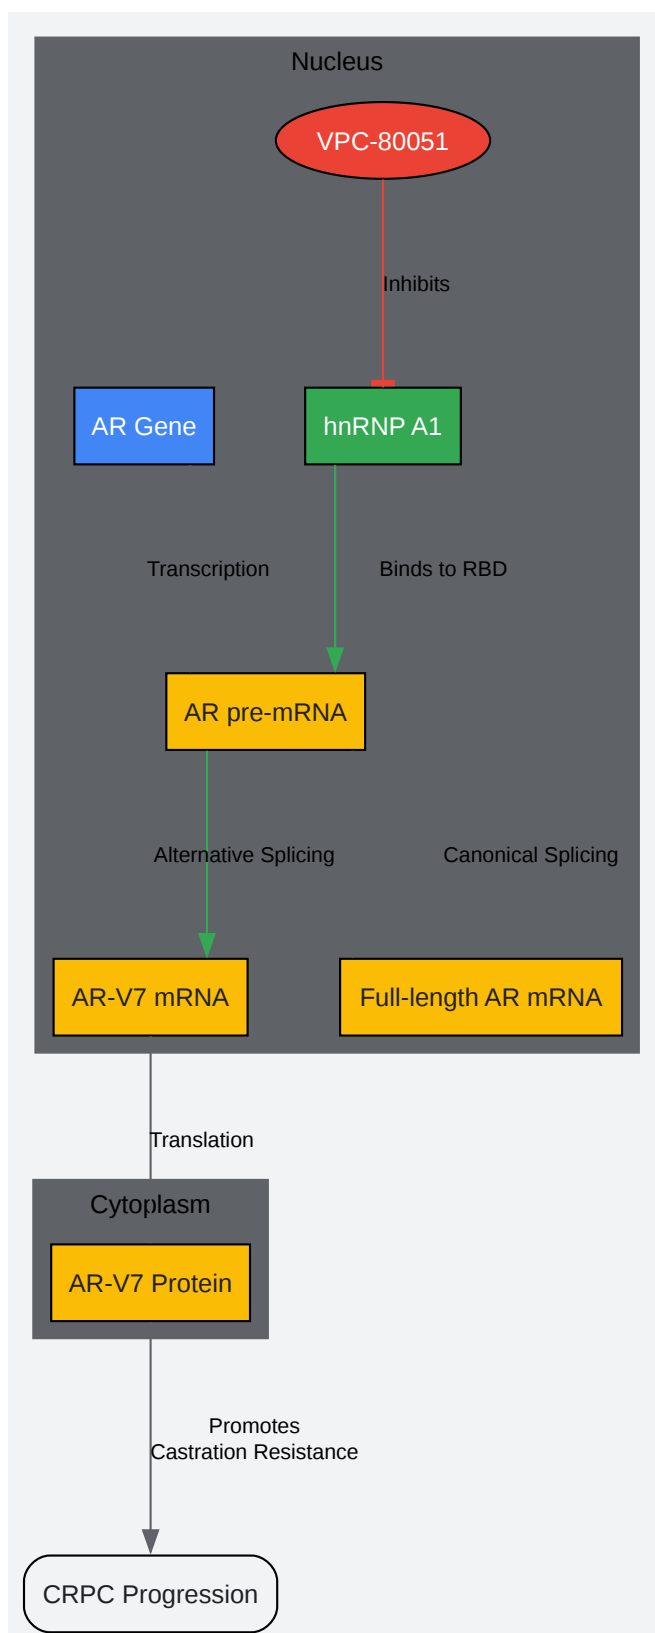 Nucleus
VPC-80051
Inhibits
AR Gene
hnRNP A1
Transcription
Binds to RBD
AR pre-mRNA
Alternative Splicing
Canonical Splicing
AR-V7 mRNA
Full-length AR mRNA
Translation
Cytoplasm
AR-V7 Protein
Promotes
Castration Resistance
CRPC Progression